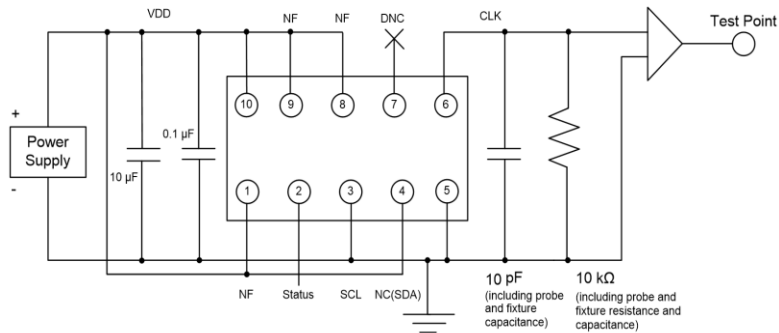 VDD
NF
NF
DNC
CLK
Test Point
10
9
8
7
6
+
Power
Supply
-
10 µF
0.1 µF
1
2
3
4
5
NF
Status
SCL
NC(SDA)
10 pF
(including probe
and fixture
capacitance)
10 kΩ
(including probe and
fixture resistance and
capacitance)